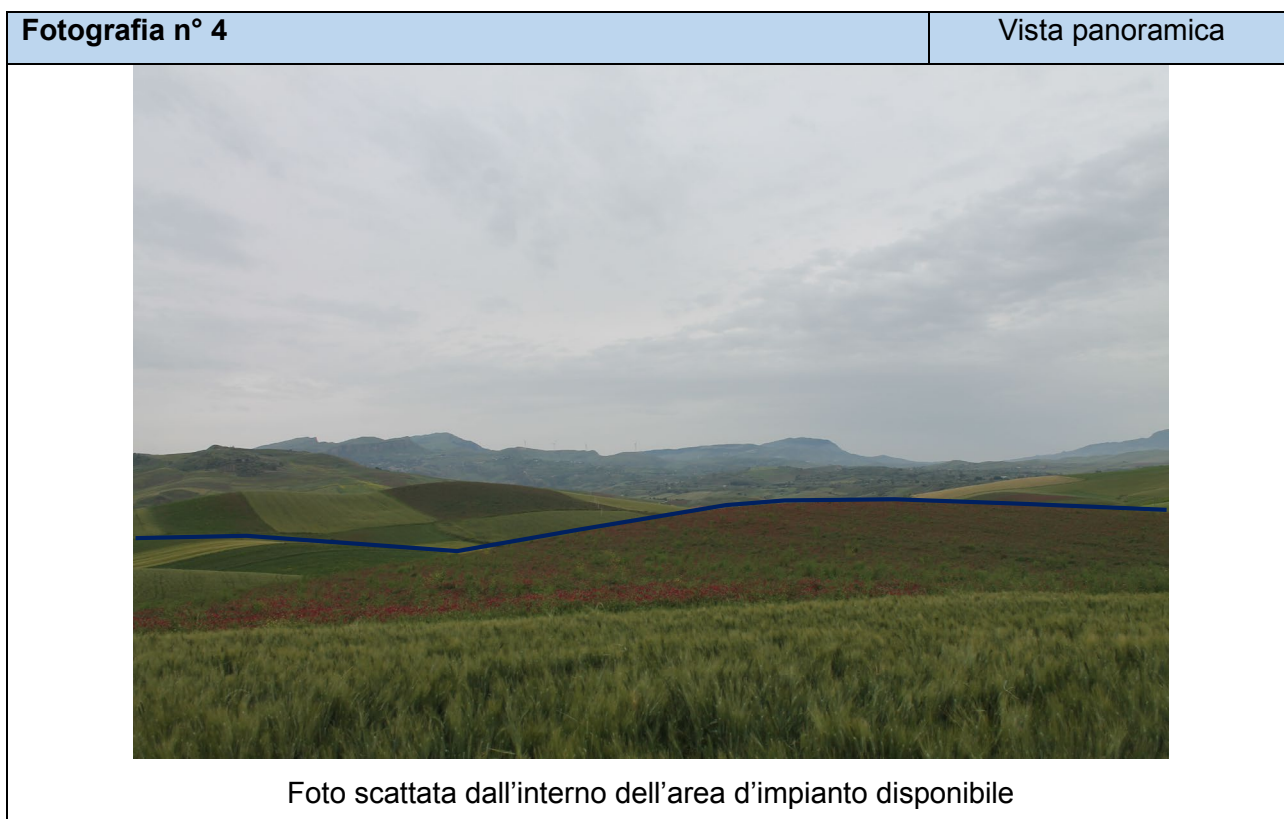 Fotografia n° 4
Vista panoramica
Foto scattata dall’interno dell’area d’impianto disponibile